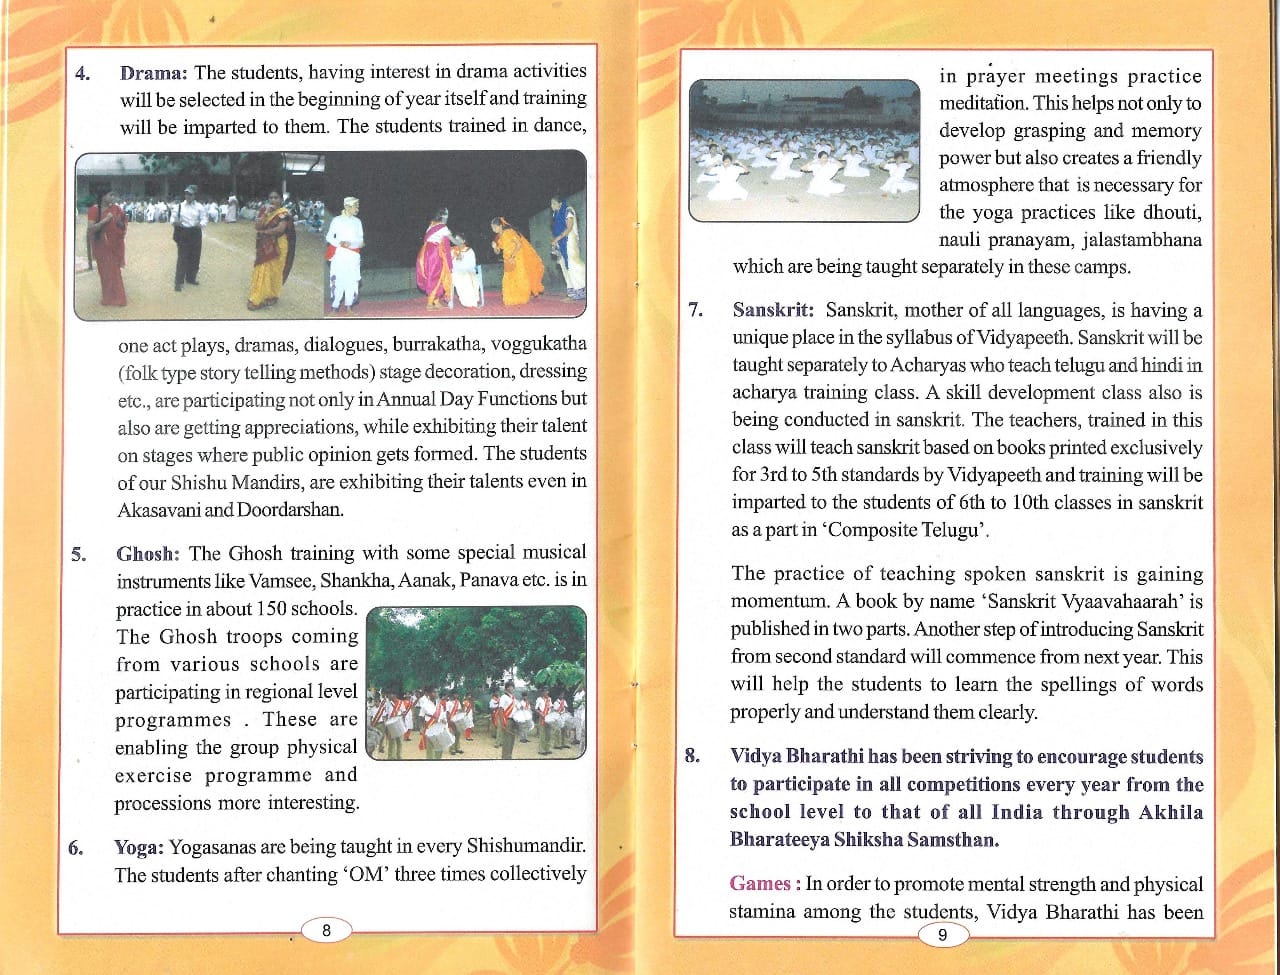 4. Drama: The students, having interest in drama activities
will be selected in the beginning of year itself and training
will be imparted to them. The students trained in dance,
one act plays, dramas, dialogues, burrakatha, voggukatha
(folk type story telling methods) stage decoration, dressing
etc., are participating not only in Annual Day Functions but
also are getting appreciations, while exhibiting their talent
on stages where public opinion gets formed. The students
of our Shishu Mandirs, are exhibiting their talents even in
Akasavani and Doordarshan.
5. Ghosh: The Ghosh training with some special musical
instruments like Vamsee, Shankha, Aanak, Panava etc. is in
practice in about 150 schools.
The Ghosh troops coming
from various schools are
participating in regional level
programmes . These are
enabling the group physical
exercise programme and
processions more interesting.
6. Yoga: Yogasanas are being taught in every Shishumandir.
The students after chanting ‘OM’ three times collectively
8
in prayer meetings practice
meditation. This helps not only to
develop grasping and memory
power but also creates a friendly
atmosphere that is necessary for
the yoga practices like dhouti,
nauli pranayam, jalastambhana
which are being taught separately in these camps.
7. Sanskrit: Sanskrit, mother of all languages, is having a
unique place in the syllabus of Vidyapeeth. Sanskrit will be
taught separately to Acharyas who teach telugu and hindi in
acharya training class. A skill development class also is
being conducted in sanskrit. The teachers, trained in this
class will teach sanskrit based on books printed exclusively
for 3rd to 5th standards by Vidyapeeth and training will be
imparted to the students of 6th to 10th classes in sanskrit
as a part in ‘Composite Telugu’.
The practice of teaching spoken sanskrit is gaining
momentum. A book by name ‘Sanskrit Vyaavahaarah’ is
published in two parts. Another step of introducing Sanskrit
from second standard will commence from next year. This
will help the students to learn the spellings of words
properly and understand them clearly.
8. Vidya Bharathi has been striving to encourage students
to participate in all competitions every year from the
school level to that of all India through Akhila
Bharateeya Shiksha Samsthan.
Games : In order to promote mental strength and physical
stamina among the students, Vidya Bharathi has been
9